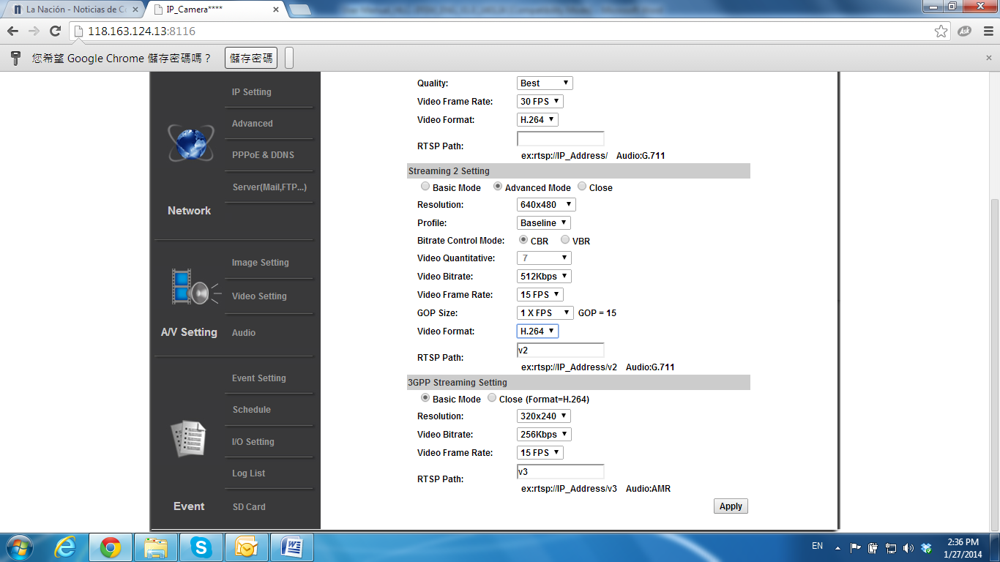 La Nación - Noticias de C
IP_Camera****
118.163.124.13:8116
Ask
您希望 Google Chrome 儲存密碼嗎？ 儲存密碼
IP Setting
Advanced
PPPoE & DDNS
Server(Mail,FTP...)
Network
Image Setting
Video Setting
A/V Setting
Audio
Event Setting
Schedule
I/O Setting
Log List
Event
SD Card
Quality: Best
Video Frame Rate: 30 FPS
Video Format: H.264
RTSP Path:
ex:rtsp://IP_Address/ Audio:G.711
Streaming 2 Setting
Basic Mode Advanced Mode Close
Resolution: 640x480
Profile: Baseline
Bitrate Control Mode: CBR VBR
Video Quantitative: 7
Video Bitrate: 512Kbps
Video Frame Rate: 15 FPS
GOP Size: 1 X FPS GOP = 15
Video Format: H.264
RTSP Path: v2
ex:rtsp://IP_Address/v2 Audio:G.711
3GPP Streaming Setting
Basic Mode Close (Format=H.264)
Resolution: 320x240
Video Bitrate: 256Kbps
Video Frame Rate: 15 FPS
RTSP Path: v3
ex:rtsp://IP_Address/v3 Audio:AMR
Apply
EN
2:36 PM
1/27/2014